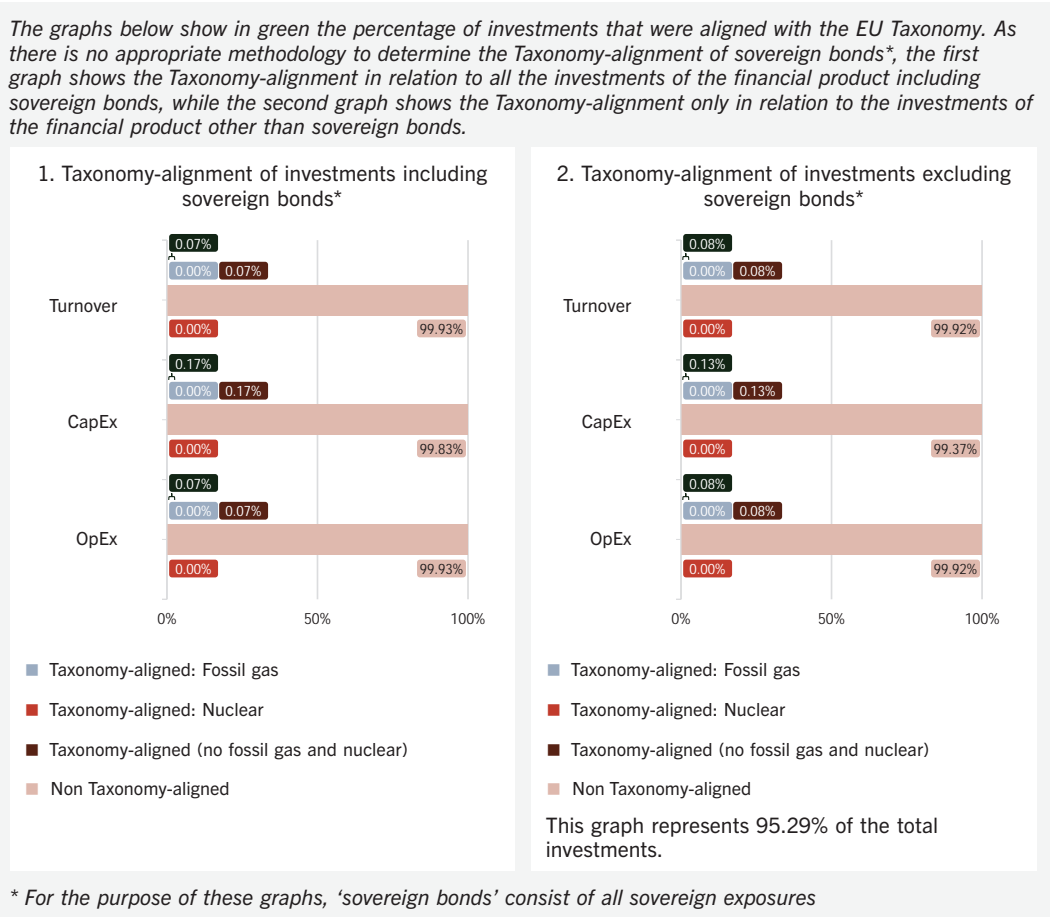 The graphs below show in green the percentage of investments that were aligned with the EU Taxonomy. As
there is no appropriate methodology to determine the Taxonomy-alignment of sovereign bonds*, the first
graph shows the Taxonomy-alignment in relation to all the investments of the financial product including
sovereign bonds, while the second graph shows the Taxonomy-alignment only in relation to the investments of
the financial product other than sovereign bonds.
1. Taxonomy-alignment of investments including
sovereign bonds*
0.07%
0.00% 0.07%
Turnover
0.00% 99.93%
0.17%
0.00% 0.17%
CapEx
0.00% 99.83%
0.07%
0.00% 0.07%
OpEx
0.00% 99.93%
0% 50% 100%
Taxonomy-aligned: Fossil gas
Taxonomy-aligned: Nuclear
Taxonomy-aligned (no fossil gas and nuclear)
Non Taxonomy-aligned
2. Taxonomy-alignment of investments excluding
sovereign bonds*
0.08%
0.00% 0.08%
Turnover
0.00% 99.92%
0.13%
0.00% 0.13%
CapEx
0.00% 99.37%
0.08%
0.00% 0.08%
OpEx
0.00% 99.92%
0% 50% 100%
Taxonomy-aligned: Fossil gas
Taxonomy-aligned: Nuclear
Taxonomy-aligned (no fossil gas and nuclear)
Non Taxonomy-aligned
This graph represents 95.29% of the total
investments.
* For the purpose of these graphs, ‘sovereign bonds’ consist of all sovereign exposures